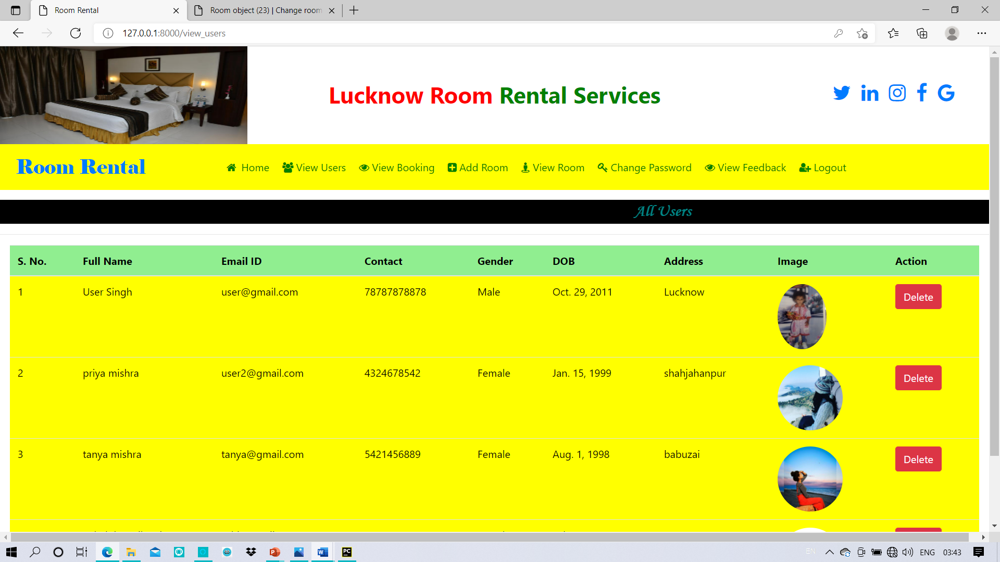 Room Rental
Room object (23) | Change room
127.0.0.1:8000/view_users
Lucknow Room Rental Services
Room Rental
Home View Users View Booking Add Room View Room Change Password View Feedback Logout
All Users
S. No. Full Name Email ID Contact Gender DOB Address Image Action
1 User Singh user@gmail.com 78787878878 Male Oct. 29, 2011 Lucknow Delete
2 priya mishra user2@gmail.com 4324678542 Female Jan. 15, 1999 shahjahanpur Delete
3 tanya mishra tanya@gmail.com 5421456889 Female Aug. 1, 1998 babuzai Delete
EN ENG 03:43